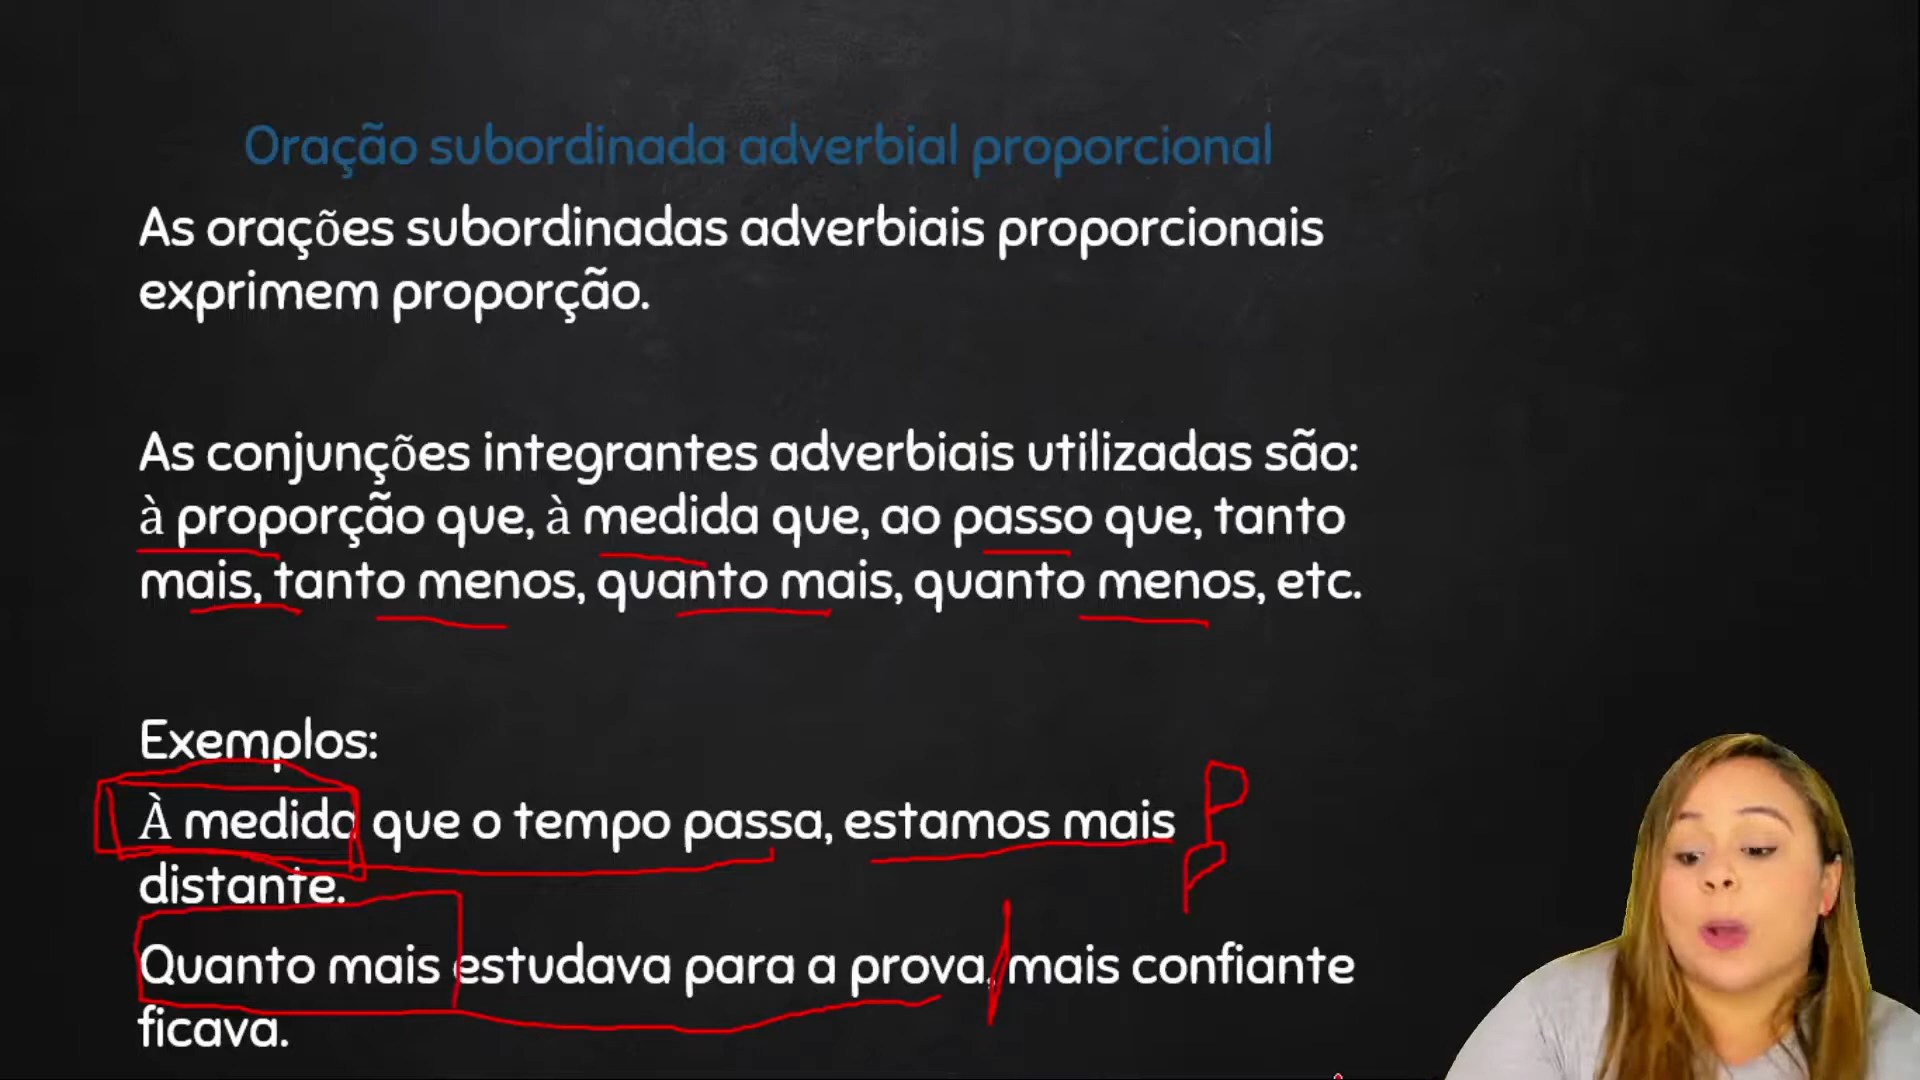 Oração subordinada adverbial proporcional
As orações subordinadas adverbiais proporcionais
exprimem proporção.
As conjunções integrantes adverbiais utilizadas são:
à proporção que, à medida que, ao passo que, tanto
mais, tanto menos, quanto mais, quanto menos, etc.
Exemplos:
À medida que o tempo passa, estamos mais P
distante. P
Quanto mais estudava para a prova, mais confiante
ficava.